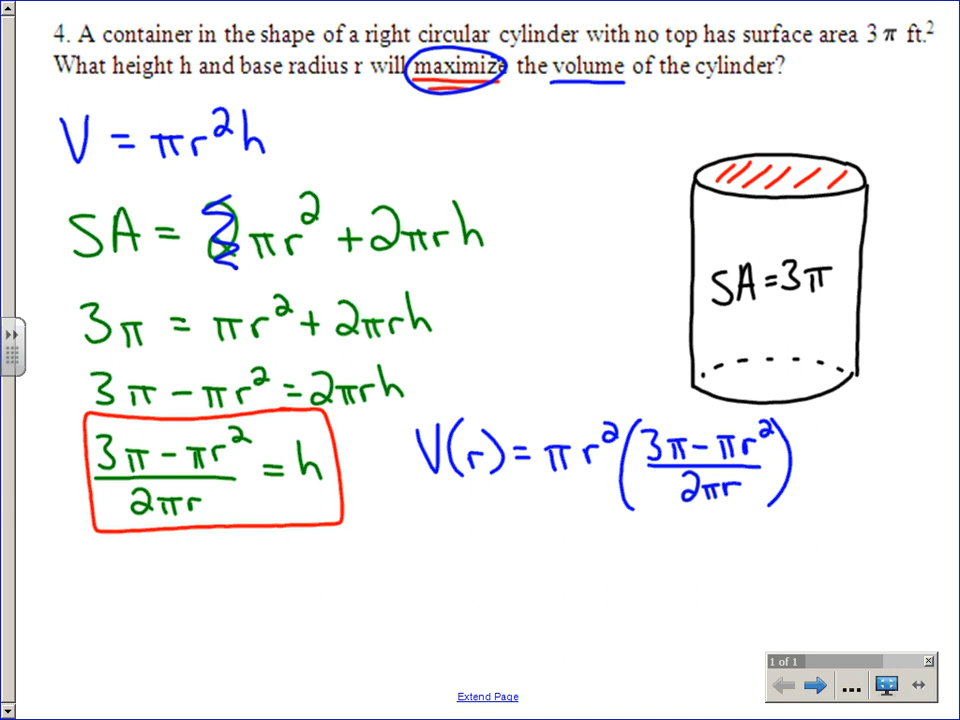 4. A container in the shape of a right circular cylinder with no top has surface area 3 π ft.²
What height h and base radius r will maximize the volume of the cylinder?
V = πr²h
SA = 2πr² + 2πrh
SA = 3π
3π = πr² + 2πrh
3π − πr² = 2πrh
(3π − πr²)/(2πr) = h
V(r) = πr²((3π − πr²)/(2πr))
1 of 1
...
Extend Page